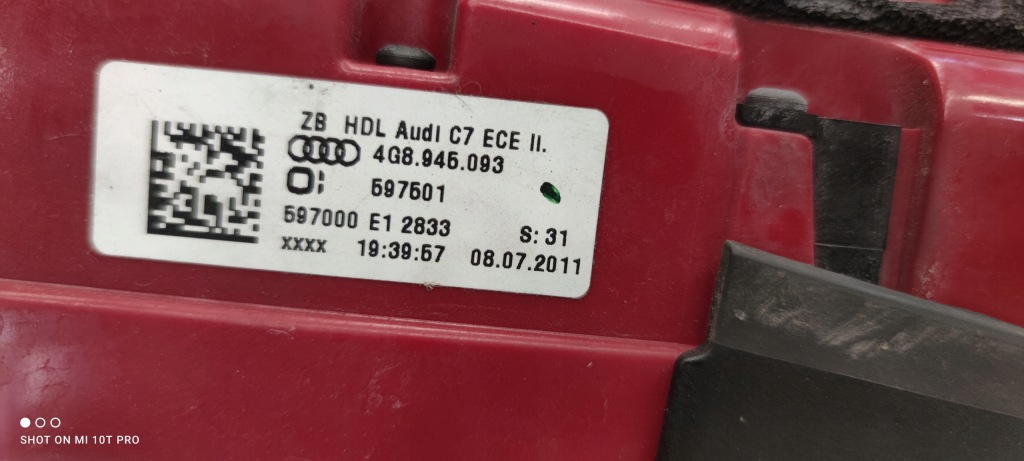 ZB HDL Audi C7 ECE II.
4G8.945.093
597501
597000 E1 2833 S: 31
xxxx 19:39:57 08.07.2011
SHOT ON MI 10T PRO